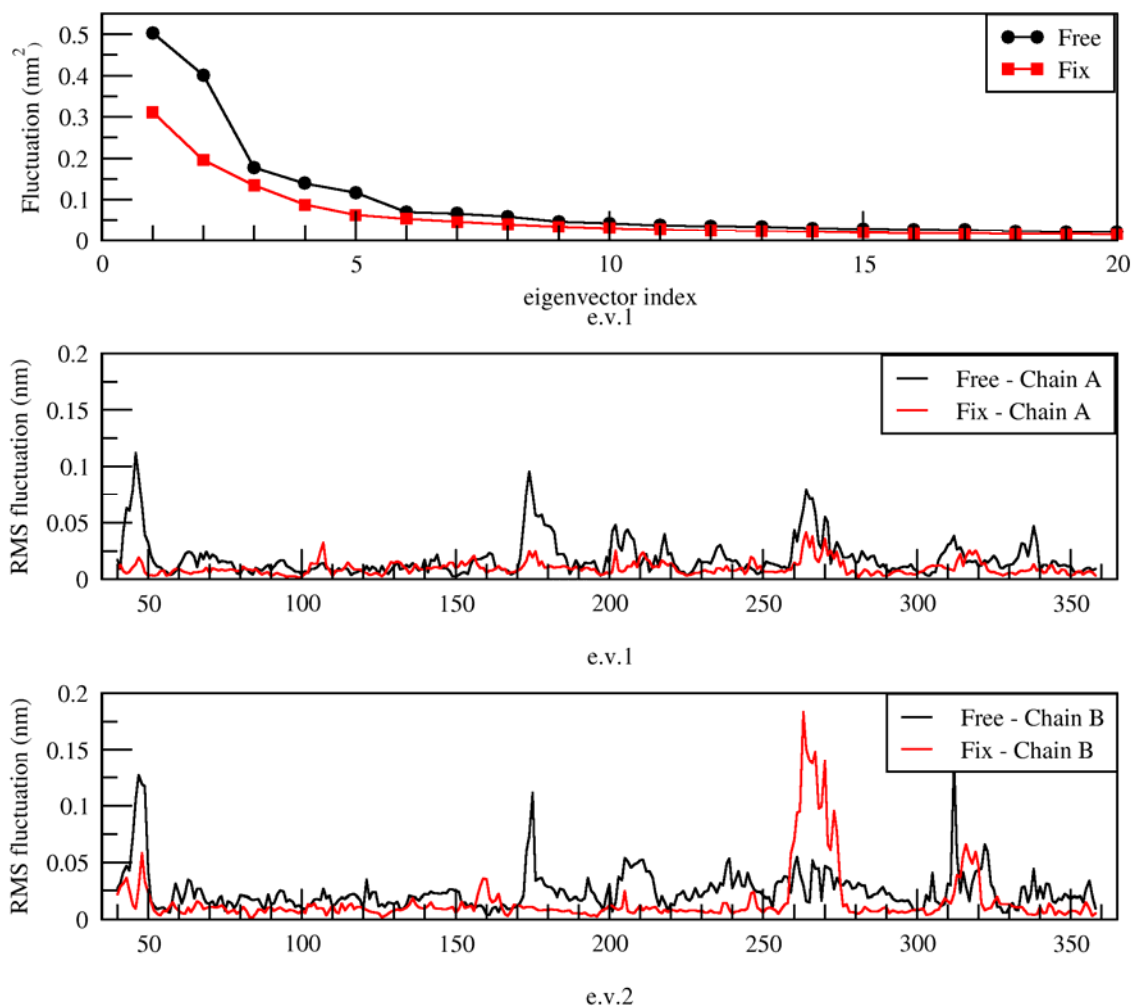 0.5
0.4
0.3
0.2
0.1
0
Fluctuation (nm²)
Free
Fix
0 5 10 15 20
eigenvector index
e.v.1
0.2
0.15
0.1
0.05
0
RMS fluctuation (nm)
Free - Chain A
Fix - Chain A
50 100 150 200 250 300 350
e.v.1
0.2
0.15
0.1
0.05
0
RMS fluctuation (nm)
Free - Chain B
Fix - Chain B
50 100 150 200 250 300 350
e.v.2